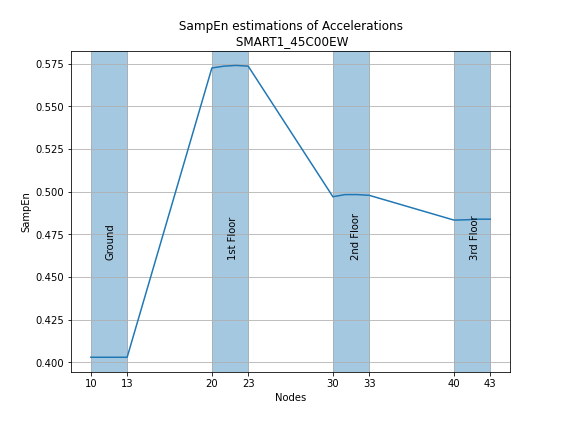 SampEn estimations of Accelerations
SMART1_45C00EW
0.575
0.550
0.525
0.500
0.475
0.450
0.425
0.400
SampEn
Ground
1st Floor
2nd Floor
3rd Floor
10 13 20 23 30 33 40 43
Nodes